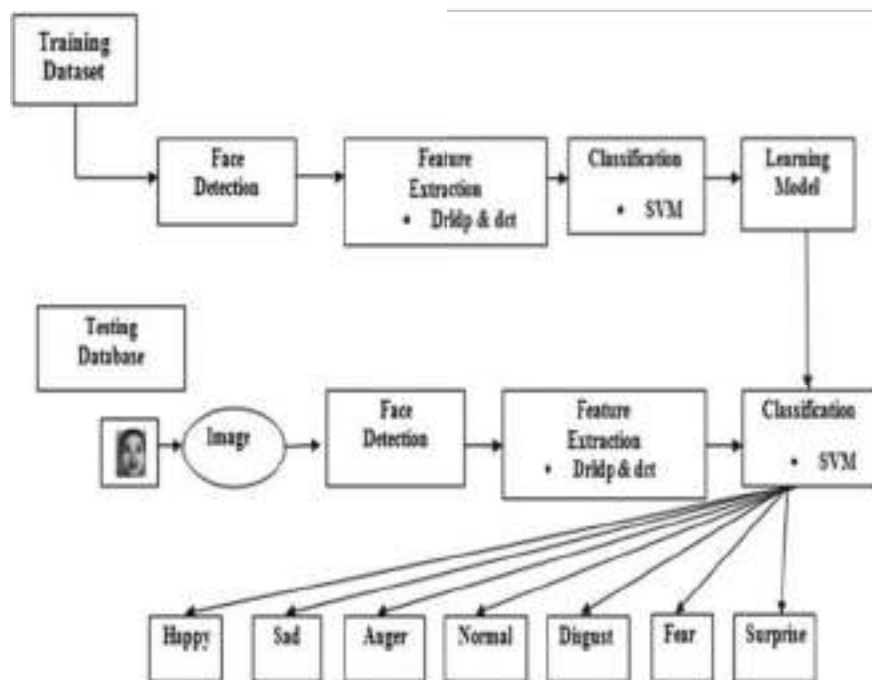 Training
Dataset
Face
Detection
Feature
Extraction
• Drldp & dct
Classification
• SVM
Learning
Model
Testing
Database
Image
Face
Detection
Feature
Extraction
• Drldp & dct
Classification
• SVM
Happy
Sad
Anger
Normal
Disgust
Fear
Surprise